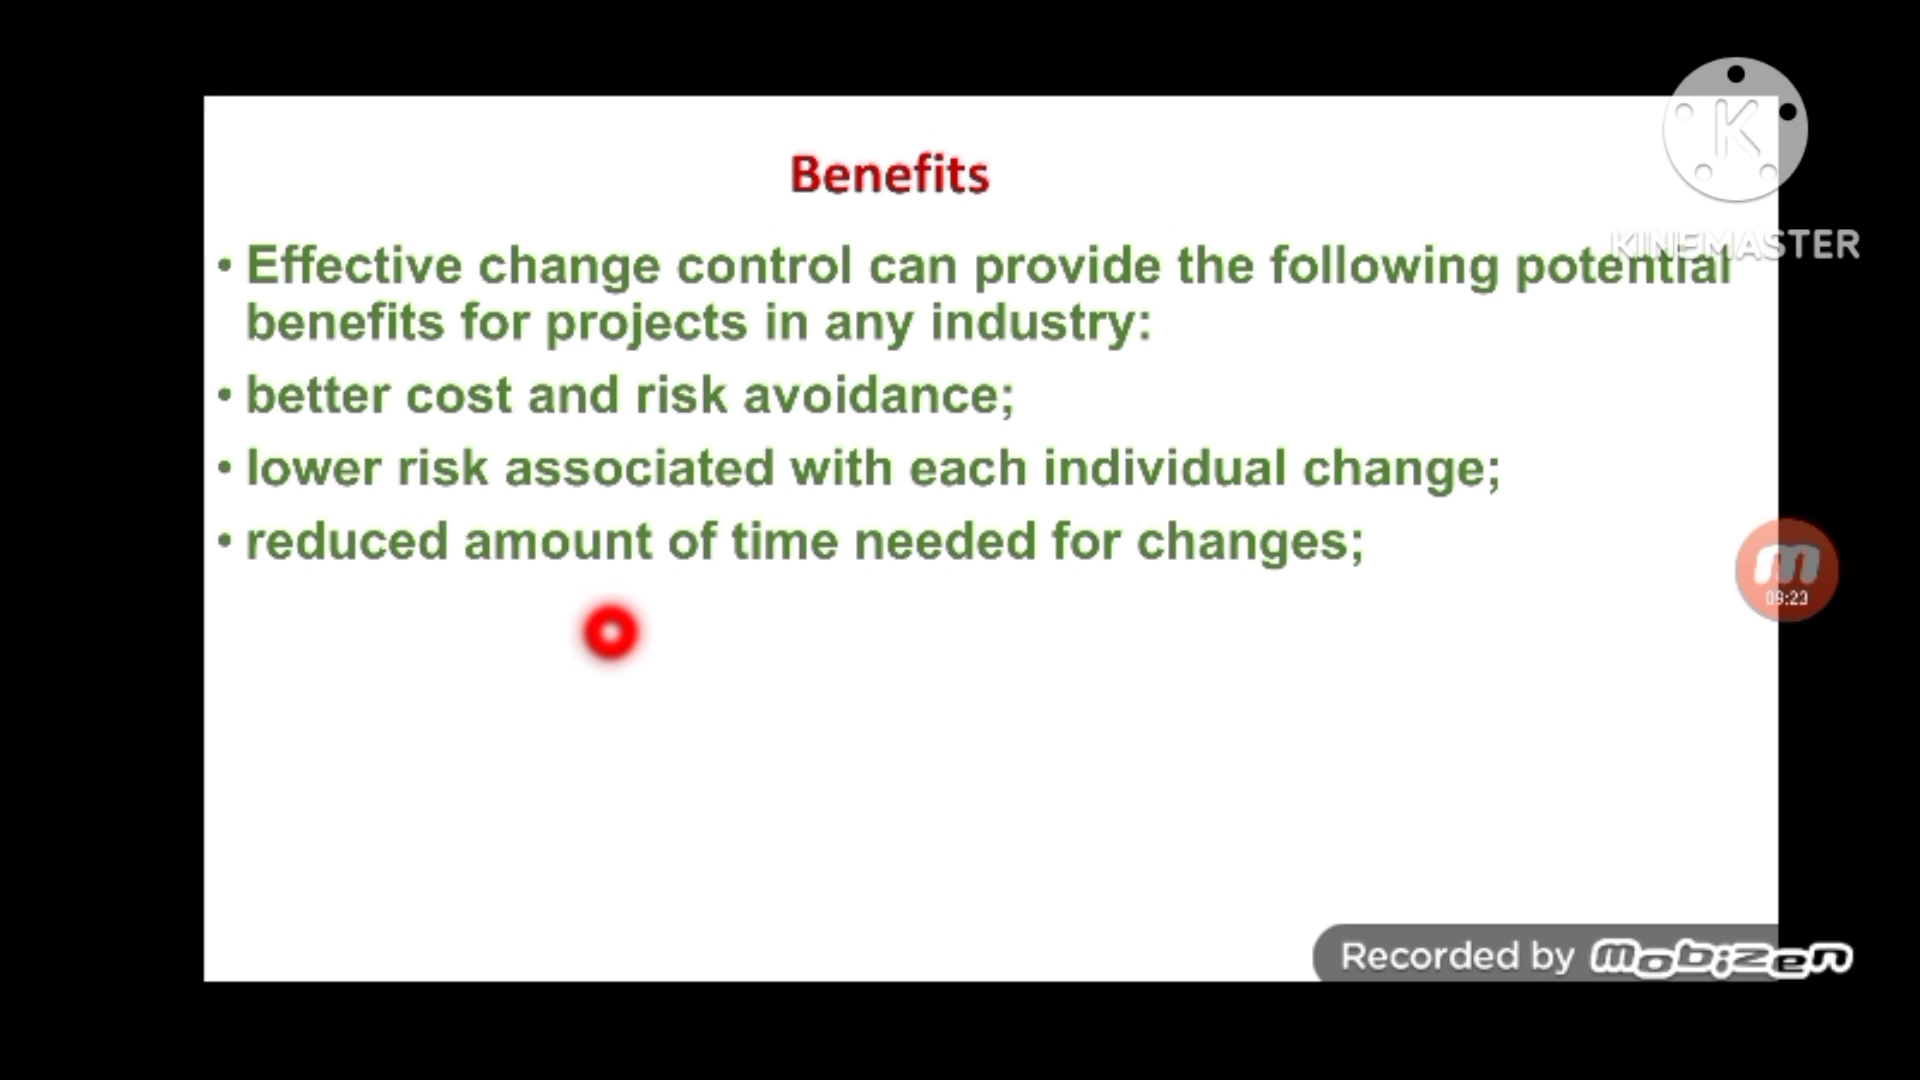 Benefits
• Effective change control can provide the following potential
benefits for projects in any industry:
• better cost and risk avoidance;
• lower risk associated with each individual change;
• reduced amount of time needed for changes;
K
KINEMASTER
m
09:23
Recorded by mobizen